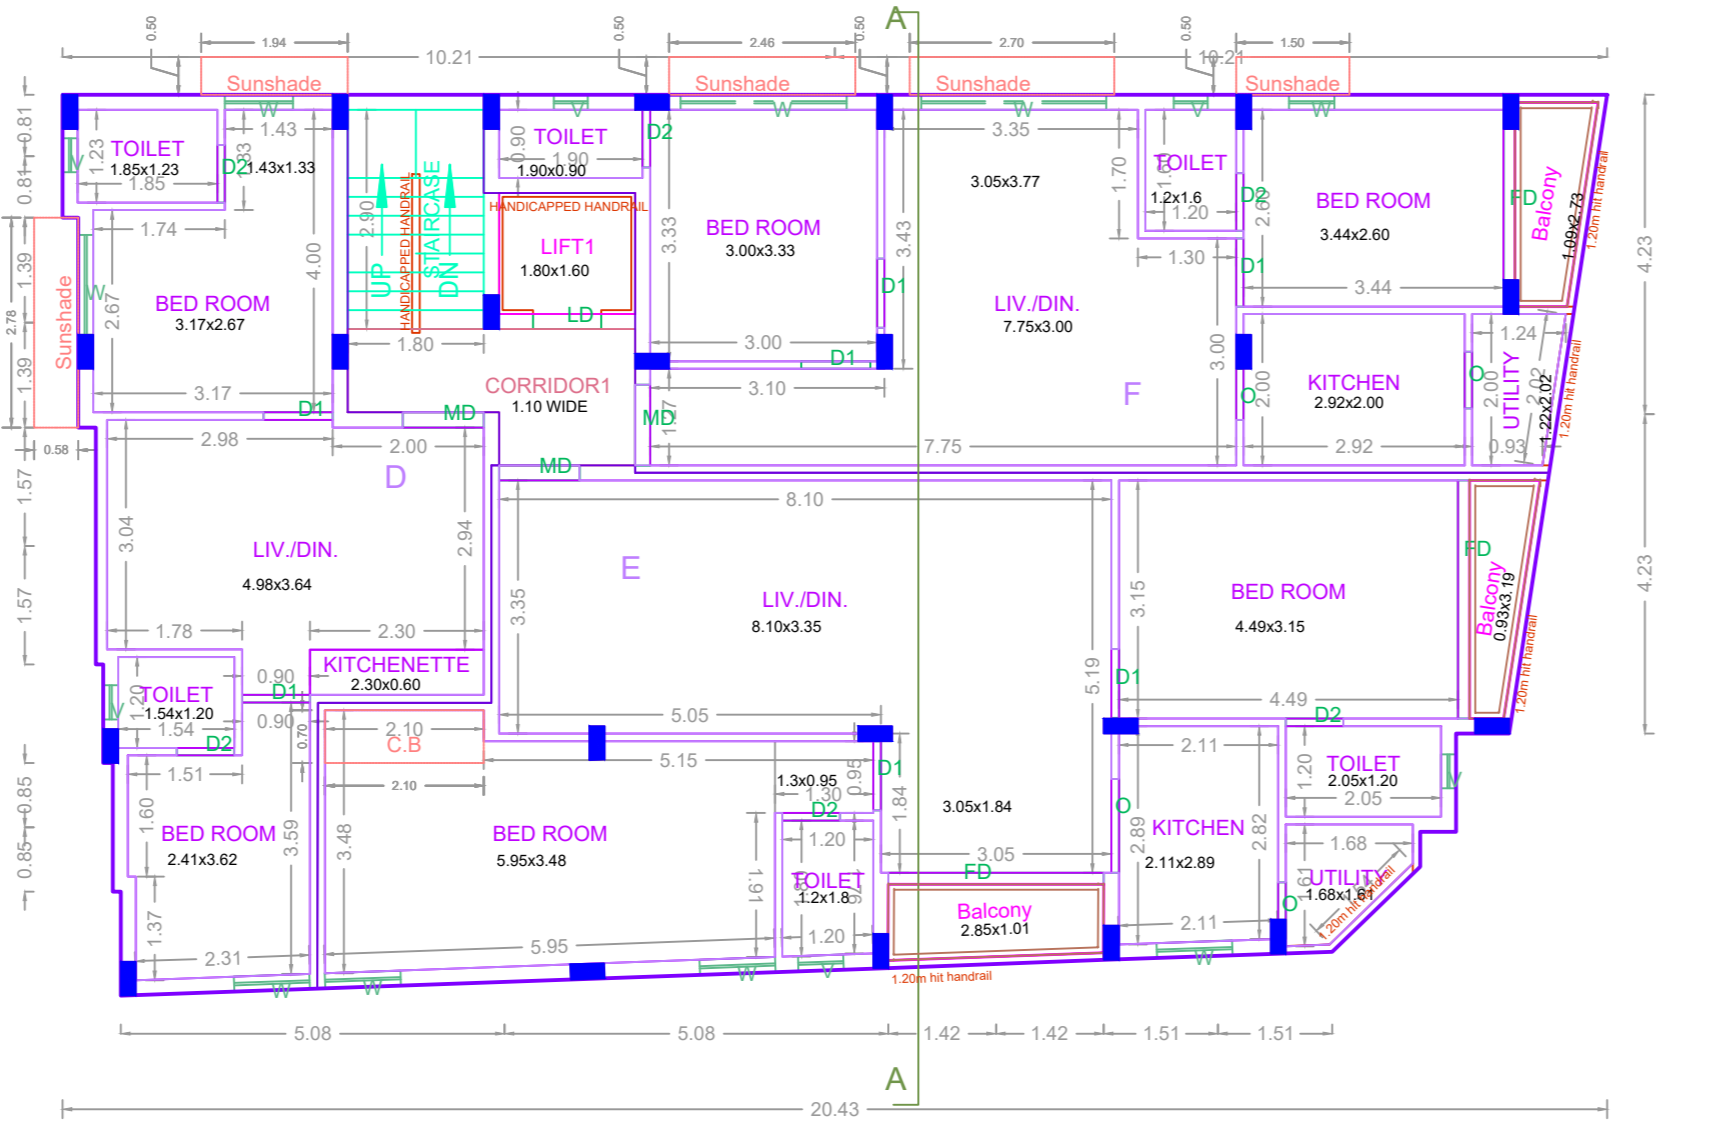 A
0.50
0.50
0.50
0.50
1.94
2.46
2.70
1.50
10.21
10.21
Sunshade
Sunshade
Sunshade
Sunshade
W
V
W
W
V
W
0.81
0.81
1.39
1.39
2.78
0.58
1.57
1.57
0.85
0.85
Sunshade
V
W
1.23
TOILET
1.85x1.23
1.85
1.43
D2
1.43x1.33
1.74
4.00
2.67
BED ROOM
3.17x2.67
3.17
D1
2.90
UP
HANDICAPPED HANDRAIL
STAIRCASE
DN
1.80
0.90
TOILET
1.90
1.90x0.90
D2
HANDICAPPED HANDRAIL
LIFT1
1.80x1.60
LD
CORRIDOR1
1.10 WIDE
MD
MD
MD
3.33
BED ROOM
3.00x3.33
3.00
D1
3.10
3.43
D1
3.35
3.05x3.77
1.70
LIV./DIN.
7.75x3.00
F
7.75
TOILET
1.2x1.6
1.20
1.30
3.00
D2
D1
BED ROOM
3.44x2.60
3.44
FD
Balcony
1.09x2.73
1.20m hit handrail
4.23
4.23
O
2.00
KITCHEN
2.92x2.00
2.92
O
1.24
2.00
UTILITY
2.02
1.22x2.02
0.93
1.20m hit handrail
2.98
2.00
D
3.04
2.94
LIV./DIN.
4.98x3.64
1.78
2.30
KITCHENETTE
2.30x0.60
0.90
D1
0.90
V
1.20
TOILET
1.54x1.20
1.54
D2
1.51
1.60
BED ROOM
2.41x3.62
3.59
1.37
2.31
W
8.10
E
3.35
LIV./DIN.
8.10x3.35
5.19
5.05
0.70
2.10
C.B
2.10
5.15
3.48
BED ROOM
5.95x3.48
5.95
W
W
1.3x0.95
1.30
0.95
D1
D2
1.20
1.91
TOILET
1.2x1.8
1.20
V
1.84
3.05x1.84
3.05
FD
Balcony
2.85x1.01
1.20m hit handrail
3.15
BED ROOM
4.49x3.15
4.49
D1
D2
FD
Balcony
0.93x3.19
1.20m hit handrail
2.11
O
2.89
KITCHEN
2.11x2.89
2.82
2.11
W
1.20
TOILET
2.05x1.20
2.05
V
1.68
UTILITY
1.68x1.61
O
1.20m hit handrail
5.08
5.08
1.42
1.42
1.51
1.51
A
20.43